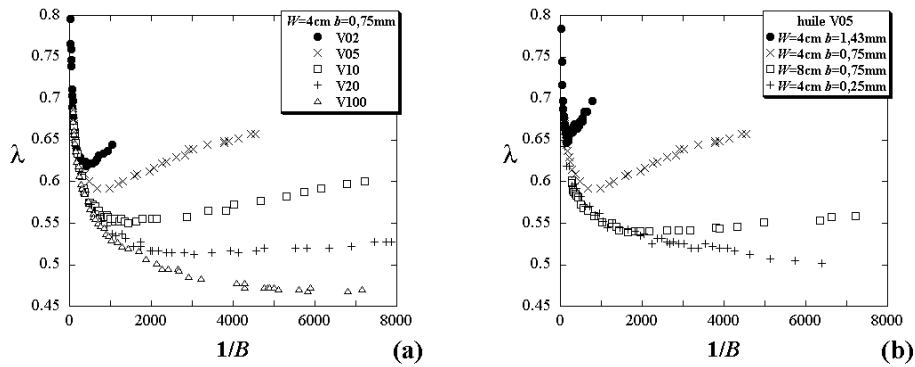 W=4cm b=0,75mm
V02
V05
V10
V20
V100
0.8
0.75
0.7
0.65
0.6
0.55
0.5
0.45
λ
0 2000 4000 6000 8000
1/B
(a)
huile V05
W=4cm b=1,43mm
W=4cm b=0,75mm
W=8cm b=0,75mm
W=4cm b=0,25mm
0.8
0.75
0.7
0.65
0.6
0.55
0.5
0.45
λ
0 2000 4000 6000 8000
1/B
(b)